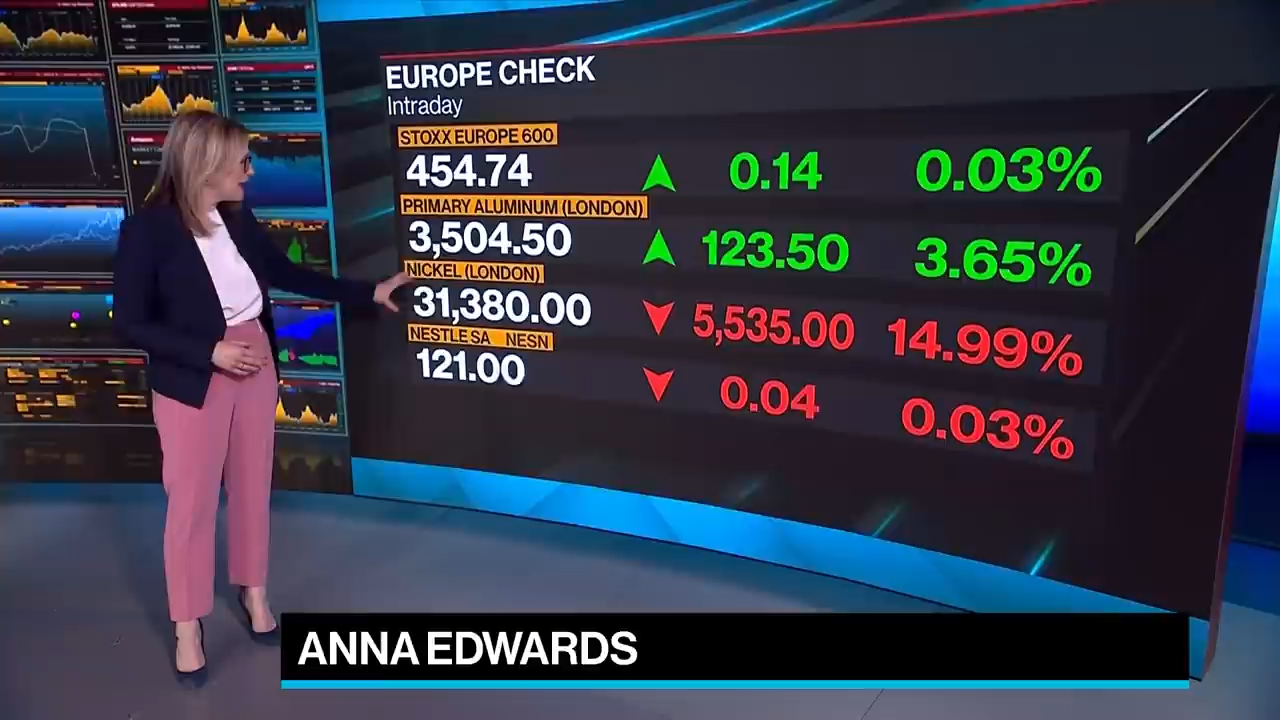 EUROPE CHECK
Intraday
STOXX EUROPE 600
454.74 0.14 0.03%
PRIMARY ALUMINUM (LONDON)
3,504.50 123.50 3.65%
NICKEL (LONDON)
31,380.00 5,535.00 14.99%
NESTLE SA NESN
121.00 0.04 0.03%
ANNA EDWARDS